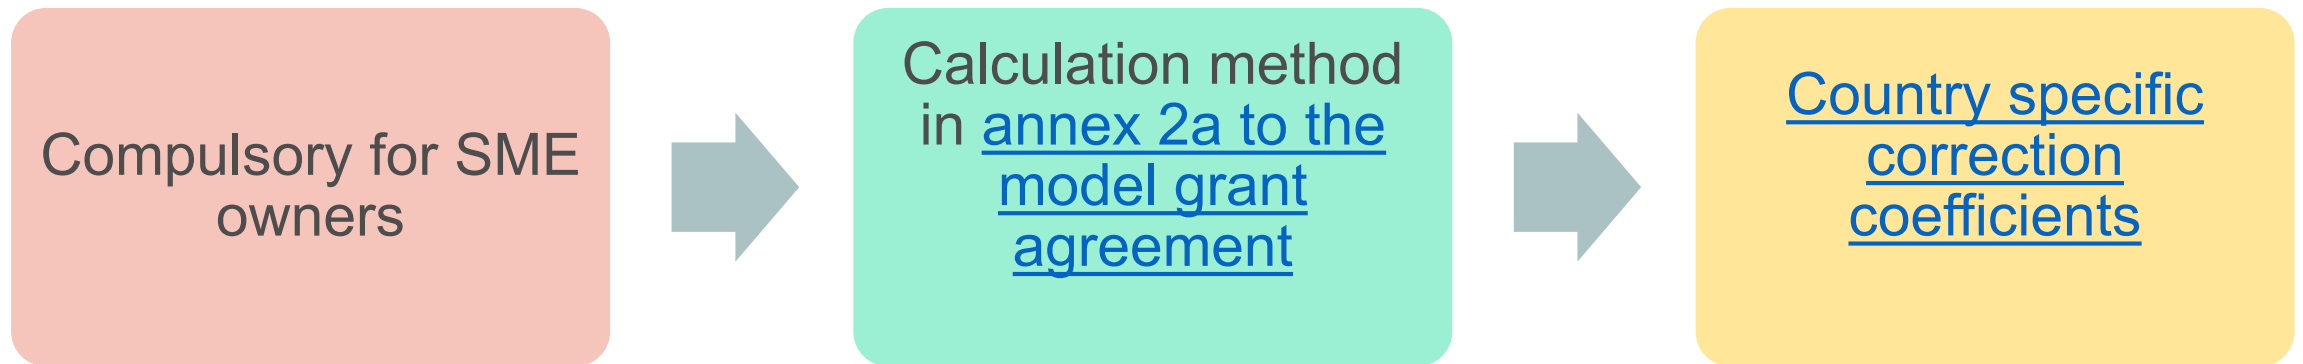 Compulsory for SME
owners
Calculation method
in annex 2a to the
model grant
agreement
Country specific
correction
coefficients